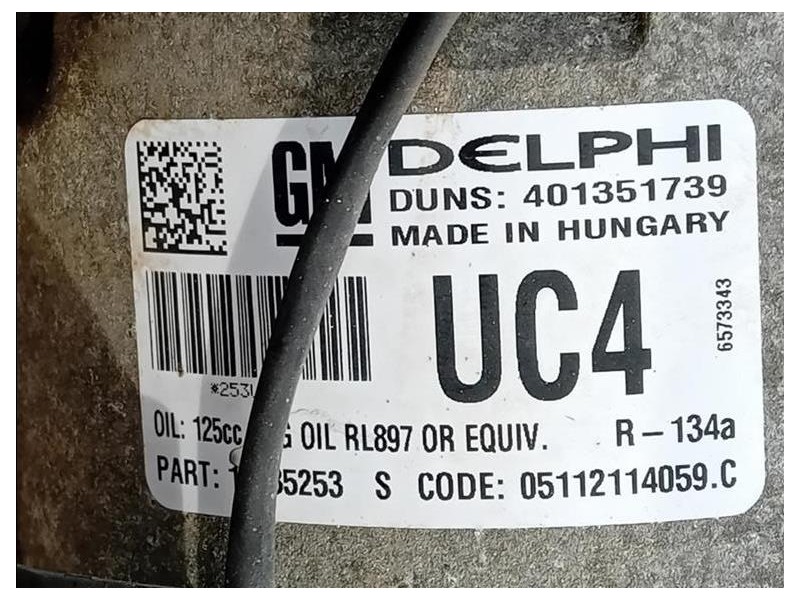 GM DELPHI
DUNS: 401351739
MADE IN HUNGARY
UC4
6573343
OIL: 125cc OIL RL897 OR EQUIV. R-134a
PART: S CODE: 05112114059.C